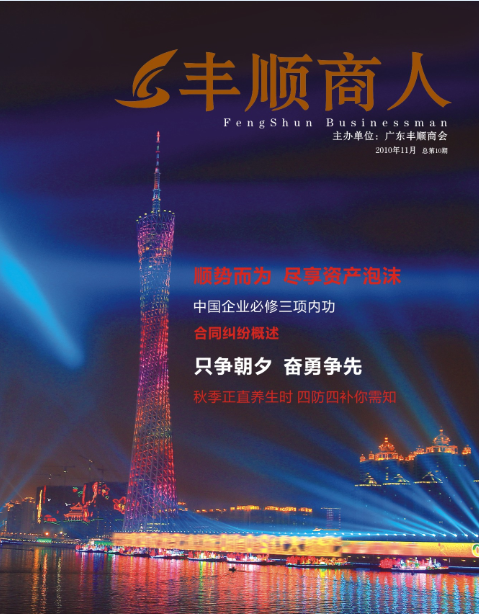 丰顺商人
FengShun Businessman
主办单位：广东丰顺商会
2010年11月 总第10期
顺势而为 尽享资产泡沫
中国企业必修三项内功
合同纠纷概述
只争朝夕 奋勇争先
秋季正直养生时 四防四补你需知